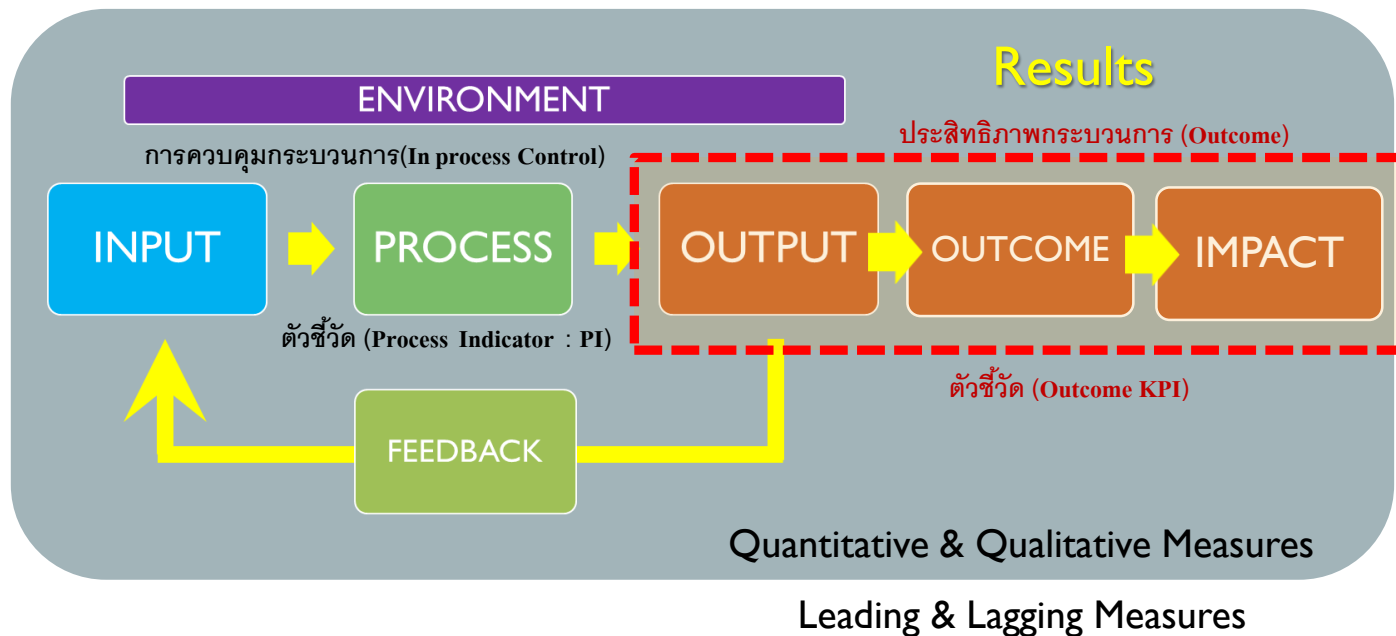 Results
ENVIRONMENT
ประสิทธิภาพกระบวนการ (Outcome)
การควบคุมกระบวนการ(In process Control)
INPUT
PROCESS
OUTPUT
OUTCOME
IMPACT
ตัวชี้วัด (Process Indicator : PI)
ตัวชี้วัด (Outcome KPI)
FEEDBACK
Quantitative & Qualitative Measures
Leading & Lagging Measures